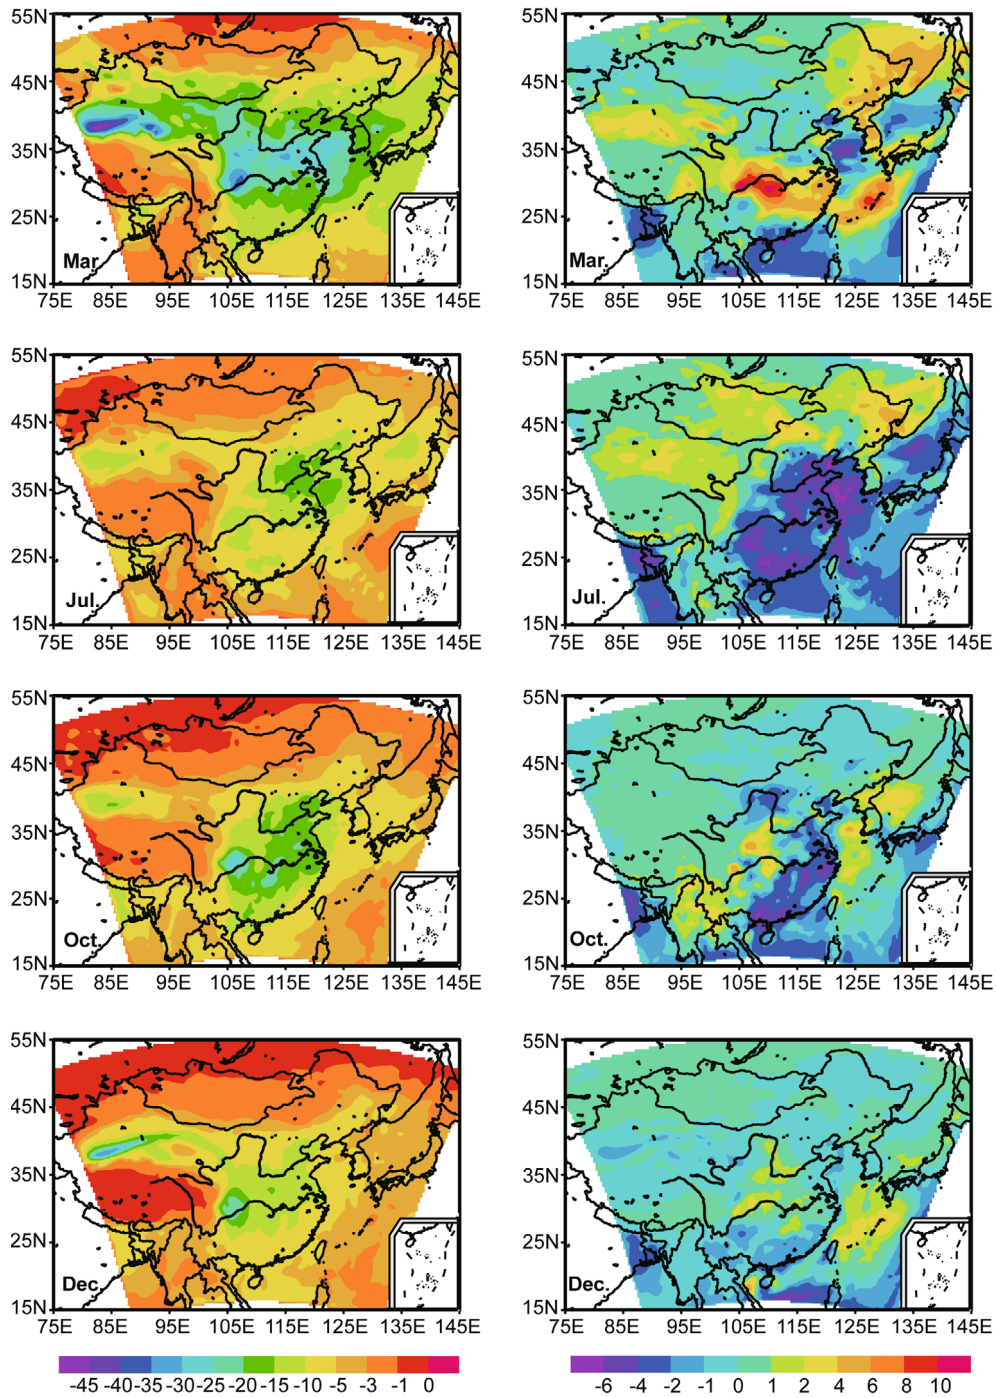 55N 55N
45N 45N
35N 35N
25N 25N
Mar. Mar.
15N 15N
75E 85E 95E 105E 115E 125E 135E 145E 75E 85E 95E 105E 115E 125E 135E 145E
55N 55N
45N 45N
35N 35N
25N 25N
Jul. Jul.
15N 15N
75E 85E 95E 105E 115E 125E 135E 145E 75E 85E 95E 105E 115E 125E 135E 145E
55N 55N
45N 45N
35N 35N
25N 25N
Oct. Oct.
15N 15N
75E 85E 95E 105E 115E 125E 135E 145E 75E 85E 95E 105E 115E 125E 135E 145E
55N 55N
45N 45N
35N 35N
25N 25N
Dec. Dec.
15N 15N
75E 85E 95E 105E 115E 125E 135E 145E 75E 85E 95E 105E 115E 125E 135E 145E
-45 -40 -35 -30 -25 -20 -15 -10 -5 -3 -1 0 -6 -4 -2 -1 0 1 2 4 6 8 10